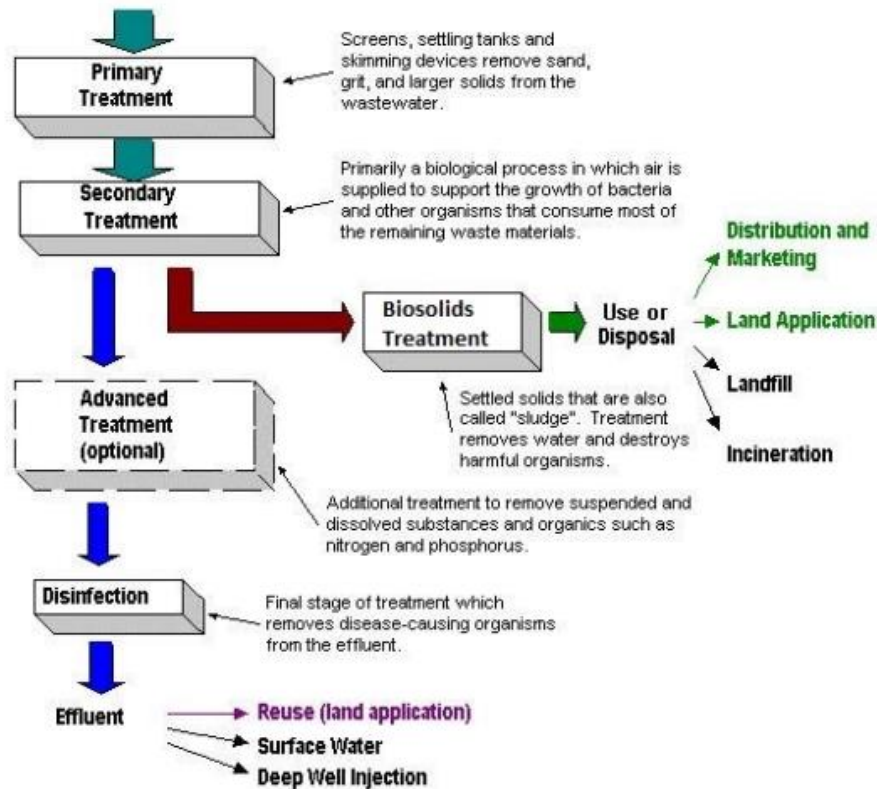 Primary
Treatment
Screens, settling tanks and
skimming devices remove sand,
grit, and larger solids from the
wastewater.
Secondary
Treatment
Primarily a biological process in which air is
supplied to support the growth of bacteria
and other organisms that consume most of
the remaining waste materials.
Biosolids
Treatment
Use or
Disposal
Distribution and
Marketing
Land Application
Landfill
Incineration
Settled solids that are also
called "sludge". Treatment
removes water and destroys
harmful organisms.
Advanced
Treatment
(optional)
Additional treatment to remove suspended and
dissolved substances and organics such as
nitrogen and phosphorus.
Disinfection
Final stage of treatment which
removes disease-causing organisms
from the effluent.
Effluent
Reuse (land application)
Surface Water
Deep Well Injection